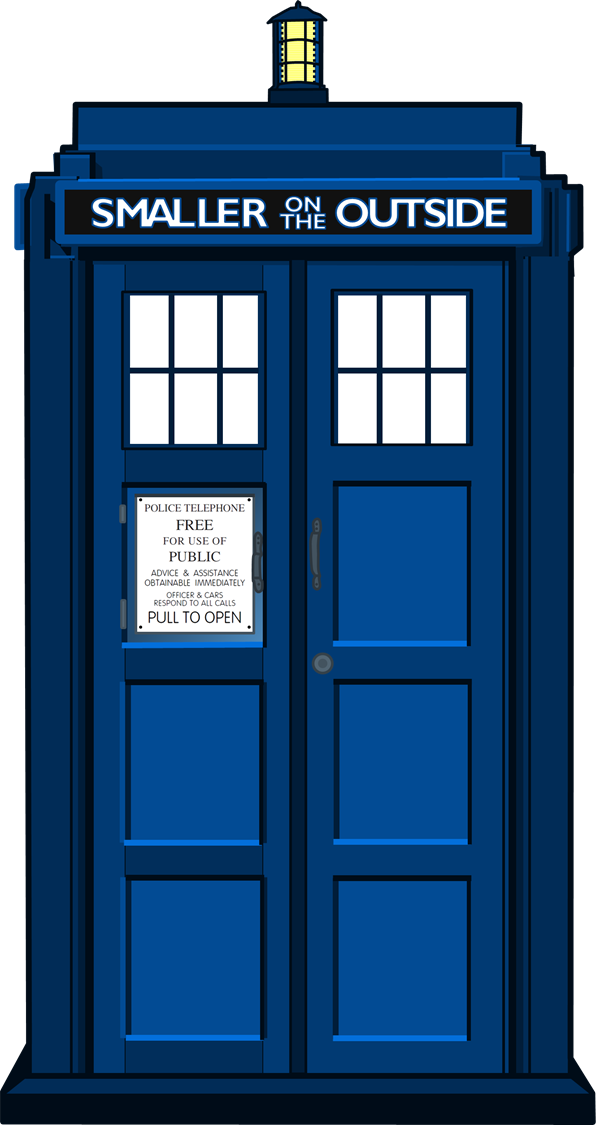 SMALLER ON THE OUTSIDE
POLICE TELEPHONE
FREE
FOR USE OF
PUBLIC
ADVICE & ASSISTANCE
OBTAINABLE IMMEDIATELY
OFFICER & CARS
RESPOND TO ALL CALLS
PULL TO OPEN